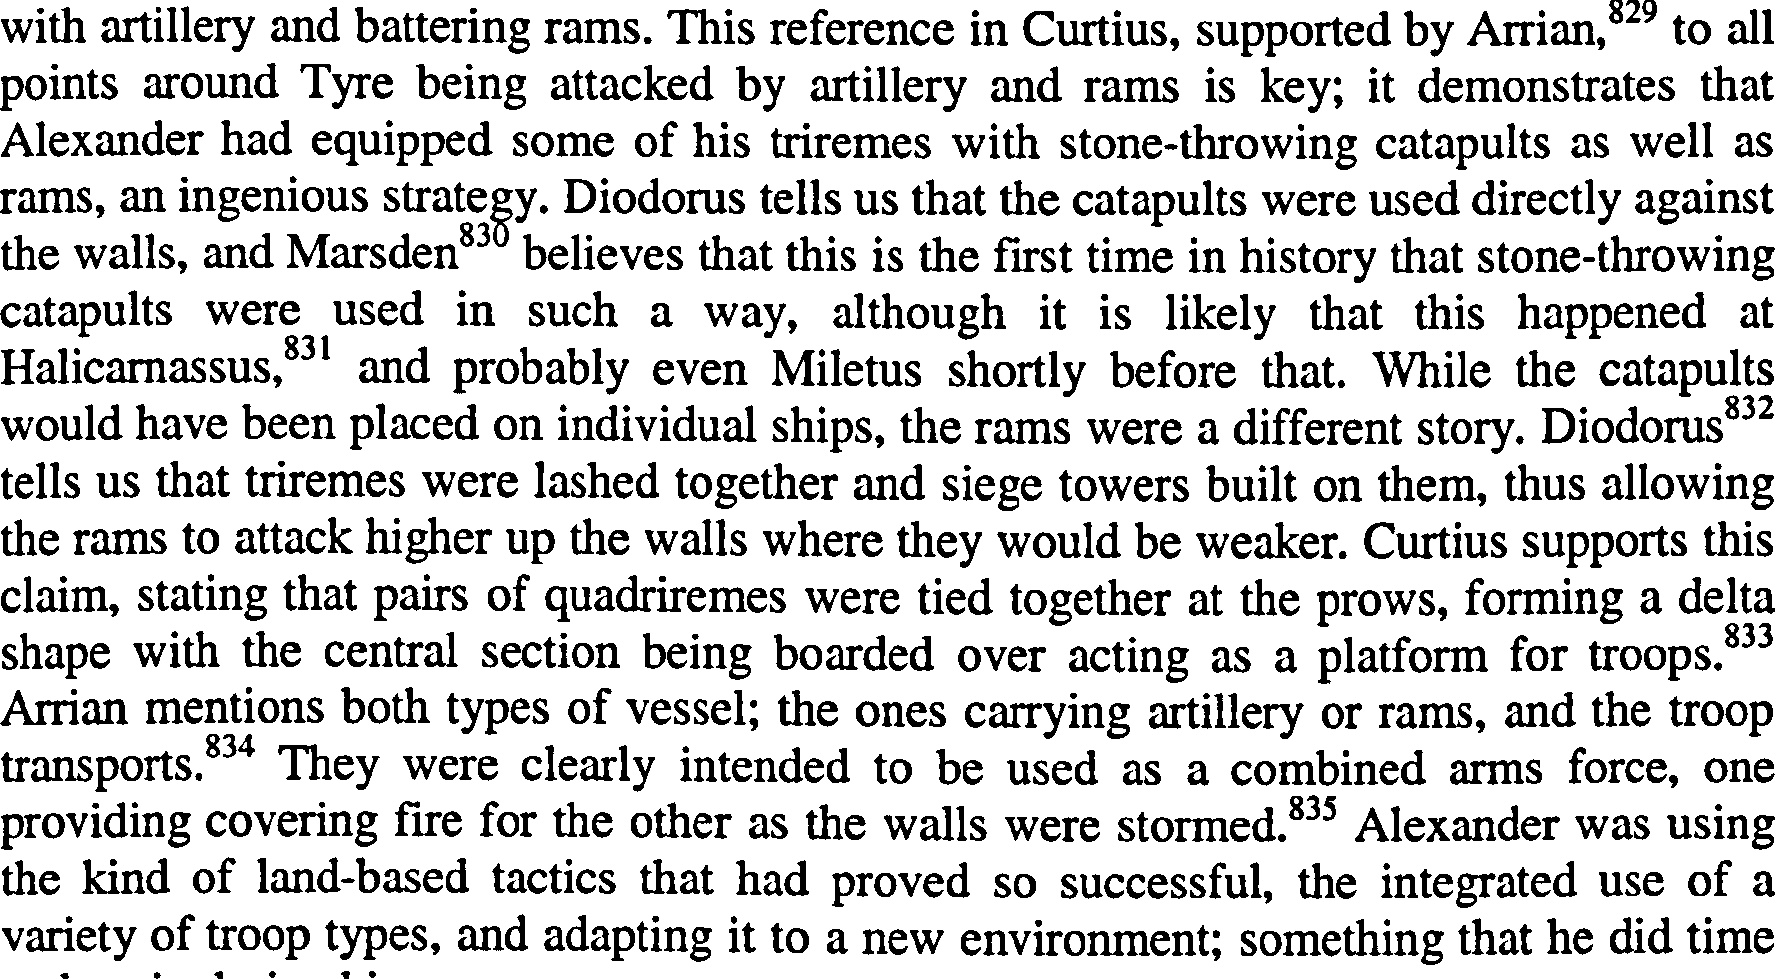 with artillery and battering rams. This reference in Curtius, supported by Arrian,829 to all
points around Tyre being attacked by artillery and rams is key; it demonstrates that
Alexander had equipped some of his triremes with stone-throwing catapults as well as
rams, an ingenious strategy. Diodorus tells us that the catapults were used directly against
the walls, and Marsden830 believes that this is the first time in history that stone-throwing
catapults were used in such a way, although it is likely that this happened at
Halicarnassus,831 and probably even Miletus shortly before that. While the catapults
would have been placed on individual ships, the rams were a different story. Diodorus832
tells us that triremes were lashed together and siege towers built on them, thus allowing
the rams to attack higher up the walls where they would be weaker. Curtius supports this
claim, stating that pairs of quadriremes were tied together at the prows, forming a delta
shape with the central section being boarded over acting as a platform for troops.833
Arrian mentions both types of vessel; the ones carrying artillery or rams, and the troop
transports.834 They were clearly intended to be used as a combined arms force, one
providing covering fire for the other as the walls were stormed.835 Alexander was using
the kind of land-based tactics that had proved so successful, the integrated use of a
variety of troop types, and adapting it to a new environment; something that he did time